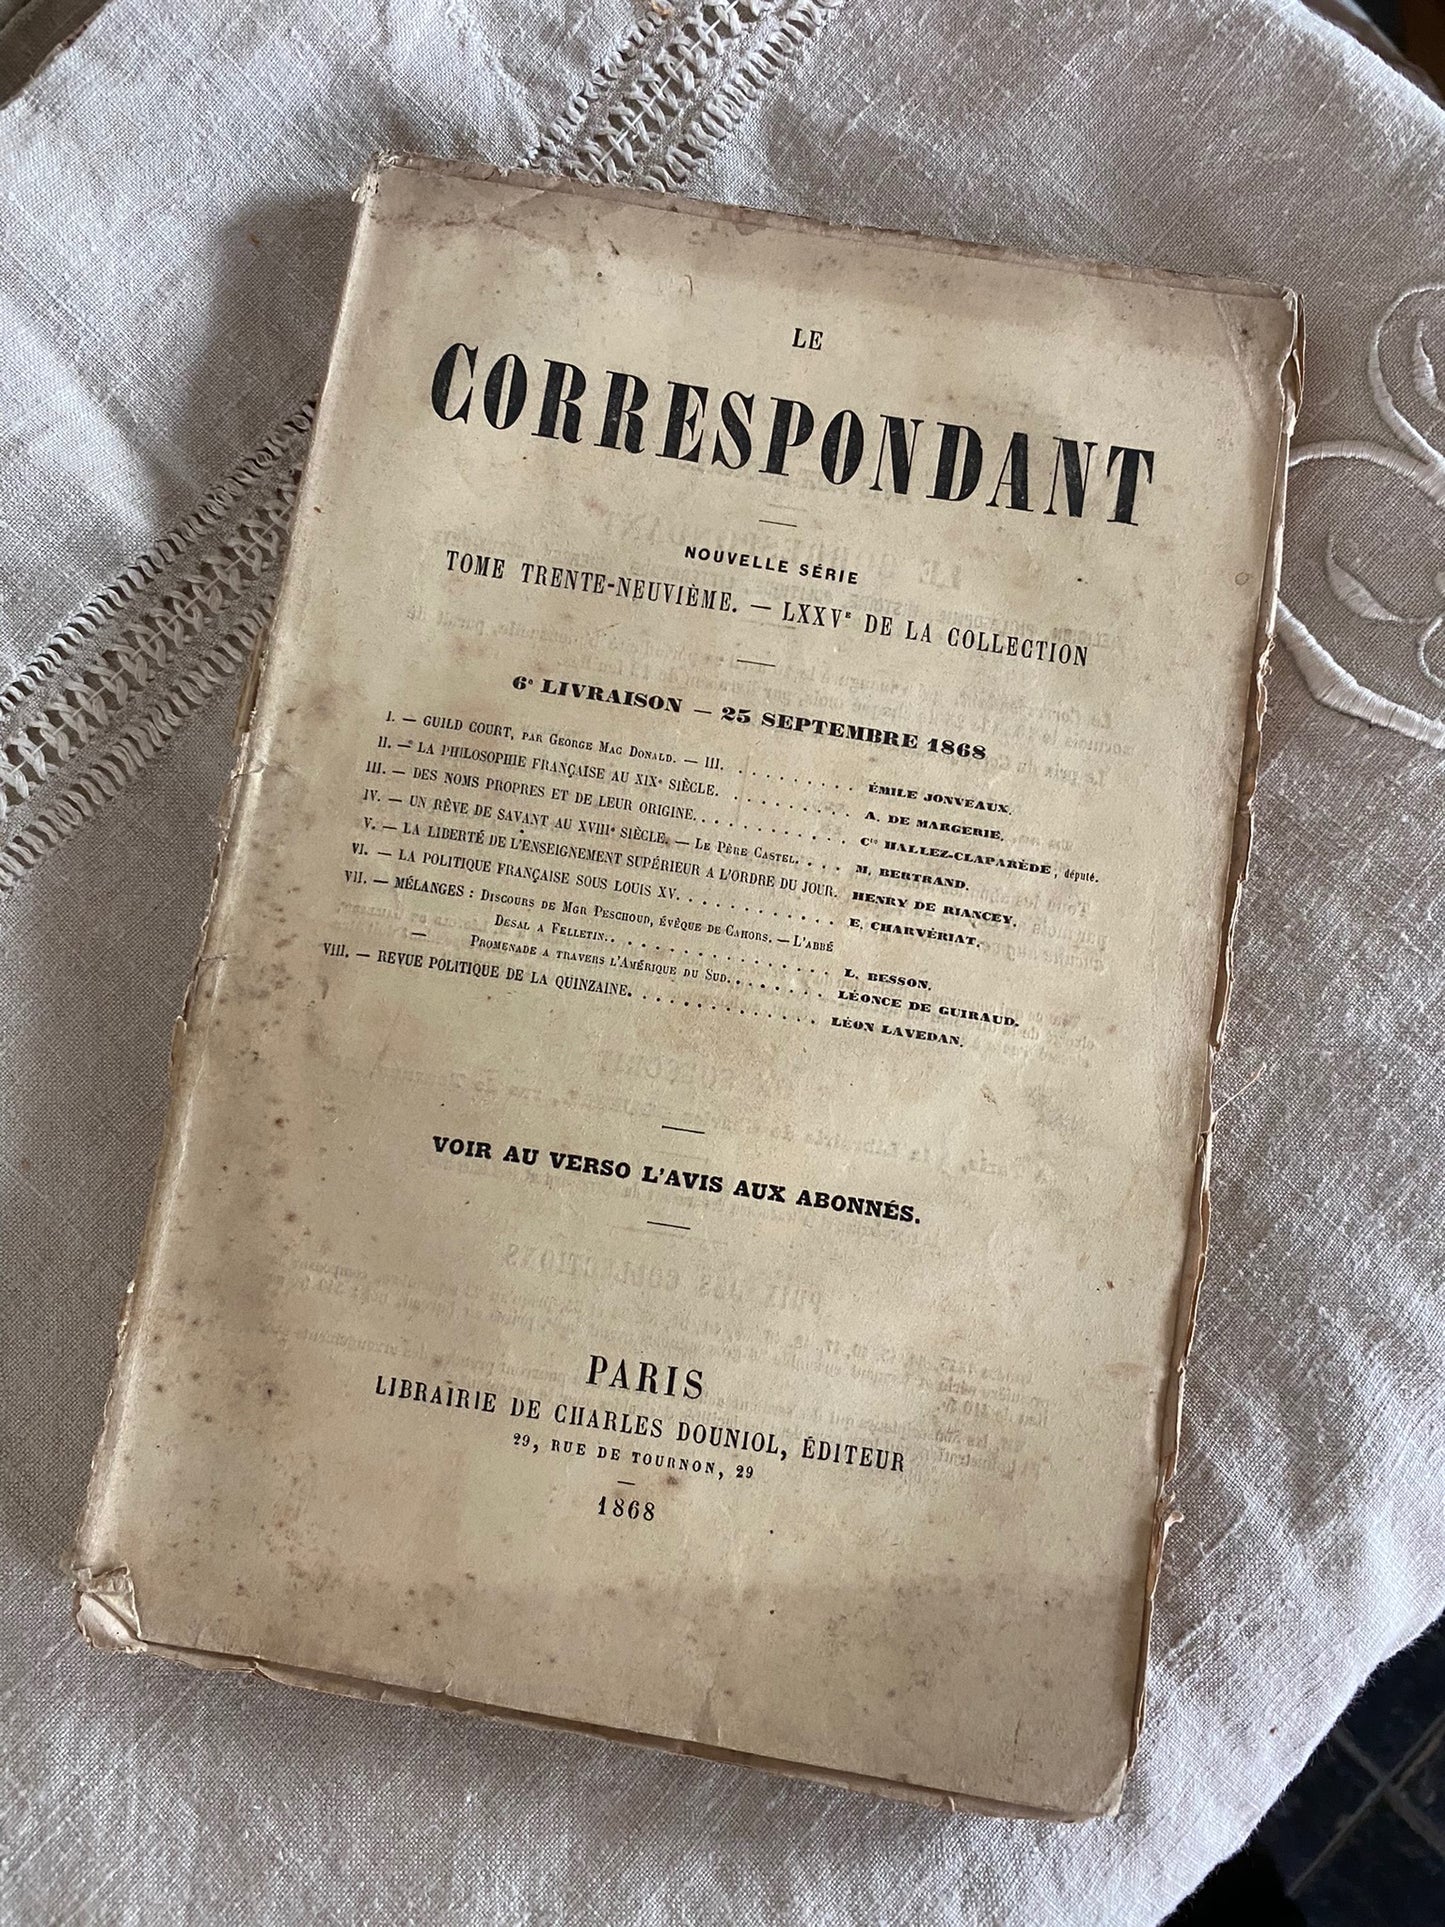 LE
CORRESPONDANT
NOUVELLE SÉRIE
TOME TRENTE-NEUVIÈME. — LXXVᵉ DE LA COLLECTION
6ᵉ LIVRAISON — 25 SEPTEMBRE 1868
I. — GUILD COURT, PAR GEORGE MAC DONALD. — III. . . . . . . . . . ÉMILE JONVEAUX.
II. — LA PHILOSOPHIE FRANÇAISE AU XIXᵉ SIÈCLE. . . . . . . . . . A. DE MARGERIE.
III. — DES NOMS PROPRES ET DE LEUR ORIGINE. . . . . . . . . . . . Cᵗᵉ HALLEZ-CLAPARÈDE, député.
IV. — UN RÊVE DE SAVANT AU XVIIIᵉ SIÈCLE. — LE PÈRE CASTEL. . . . M. BERTRAND.
V. — LA LIBERTÉ DE L'ENSEIGNEMENT SUPÉRIEUR A L'ORDRE DU JOUR. HENRY DE RIANCEY.
VI. — LA POLITIQUE FRANÇAISE SOUS LOUIS XV. . . . . . . . . . . . E. CHARVÉRIAT.
VII. — MÉLANGES : DISCOURS DE MGR PESCHOUD, ÉVÊQUE DE CAHORS. — L'ABBÉ
DESAL A FELLETIN. . . . . . . . . . . . . . . . . L. BESSON.
— PROMENADE A TRAVERS L'AMÉRIQUE DU SUD. . . . . . . . LÉONCE DE GUIRAUD.
VIII. — REVUE POLITIQUE DE LA QUINZAINE. . . . . . . . . . . . . . LÉON LAVEDAN.
VOIR AU VERSO L'AVIS AUX ABONNÉS.
PARIS
LIBRAIRIE DE CHARLES DOUNIOL, ÉDITEUR
29, RUE DE TOURNON, 29
1868